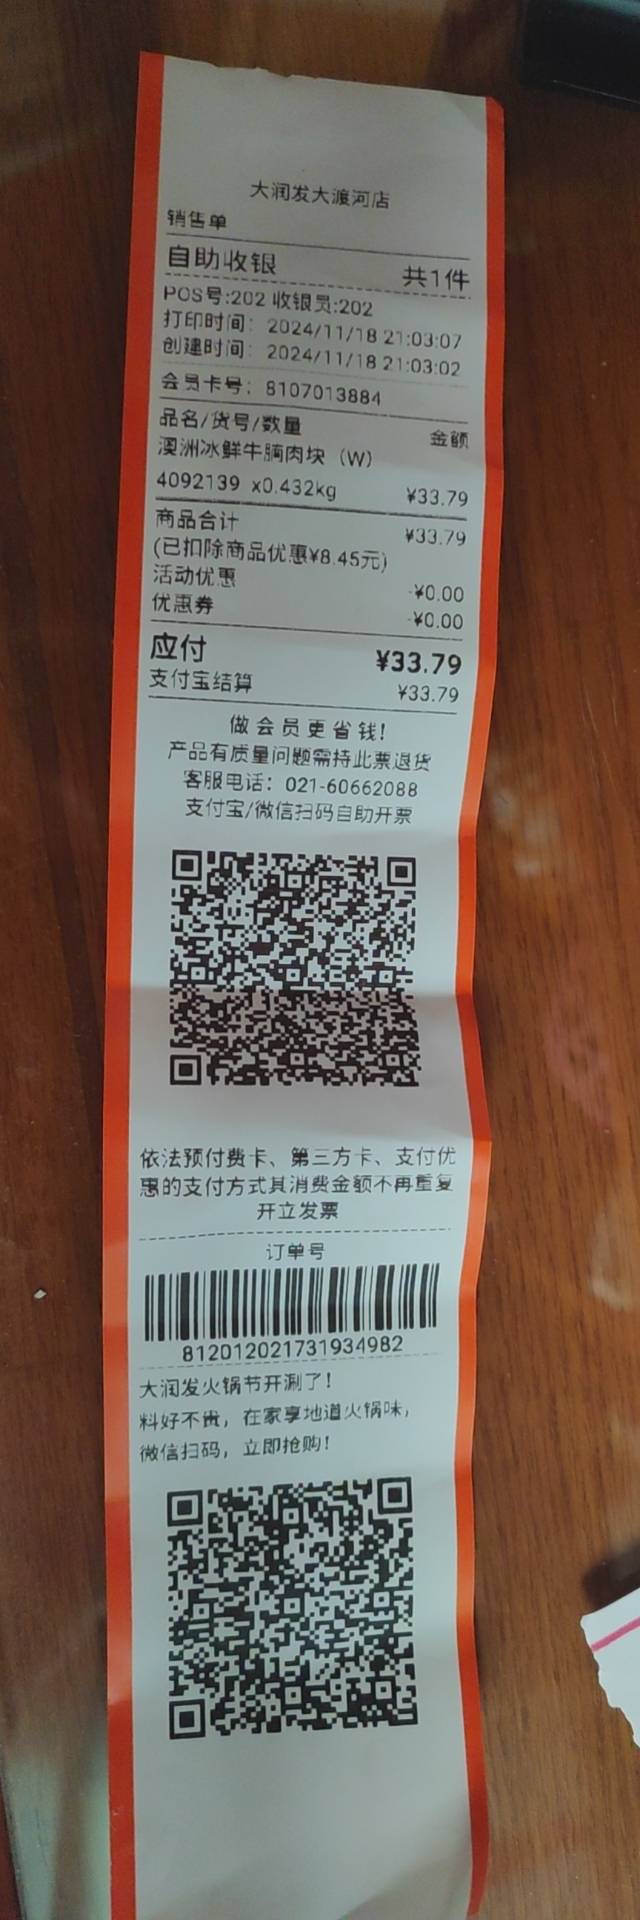 大润发大渡河店
销售单
自助收银 共1件
POS号:202 收银员:202
打印时间: 2024/11/18 21:03:07
创建时间: 2024/11/18 21:03:02
会员卡号: 8107013884
品名/货号/数量 金额
澳洲冰鲜牛腩肉块 (W)
4092139 x0.432kg ¥33.79
商品合计 ¥33.79
(已扣除商品优惠¥8.45元)
活动优惠 -¥0.00
优惠券 -¥0.00
应付 ¥33.79
支付宝结算 ¥33.79
做会员更省钱!
产品有质量问题需持此票退货
客服电话: 021-60662088
支付宝/微信扫码自助开票
依法预付费卡、第三方卡、支付优
惠的支付方式其消费金额不再重复
开立发票
订单号
812012021731934982
大润发火锅节开涮了!
料好不贵, 在家享地道火锅味,
微信扫码, 立即抢购!